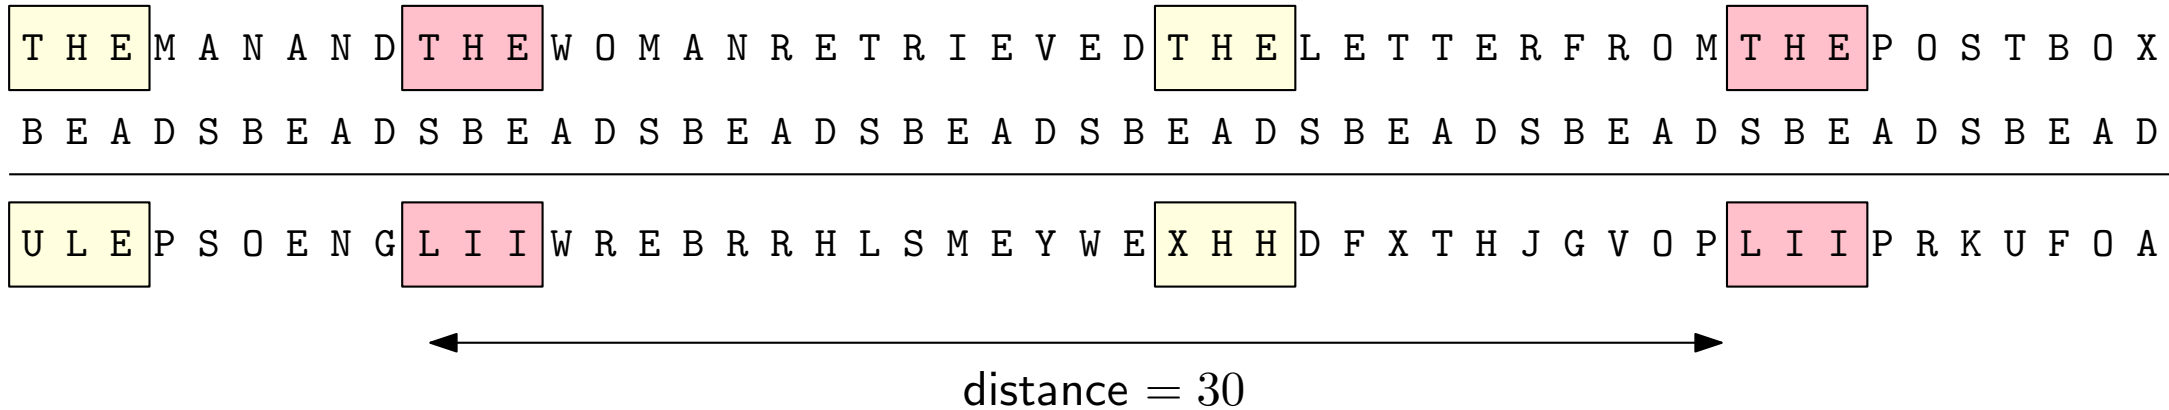 T H E M A N A N D T H E W O M A N R E T R I E V E D T H E L E T T E R F R O M T H E P O S T B O X
B E A D S B E A D S B E A D S B E A D S B E A D S B E A D S B E A D S B E A D S B E A D S B E A D
U L E P S O E N G L I I W R E B R R H L S M E Y W E X H H D F X T H J G V O P L I I P R K U F O A
distance = 30